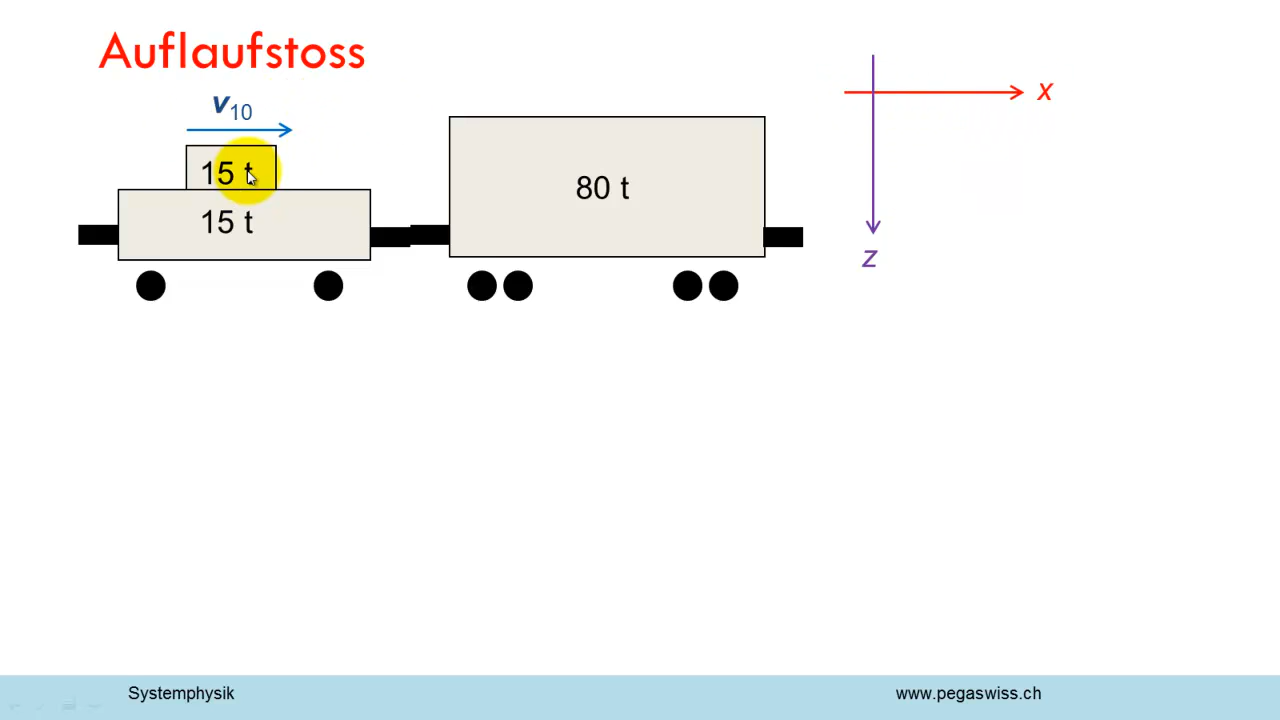 Auflaufstoss
v10
x
15 t
80 t
15 t
z
Systemphysik
www.pegaswiss.ch